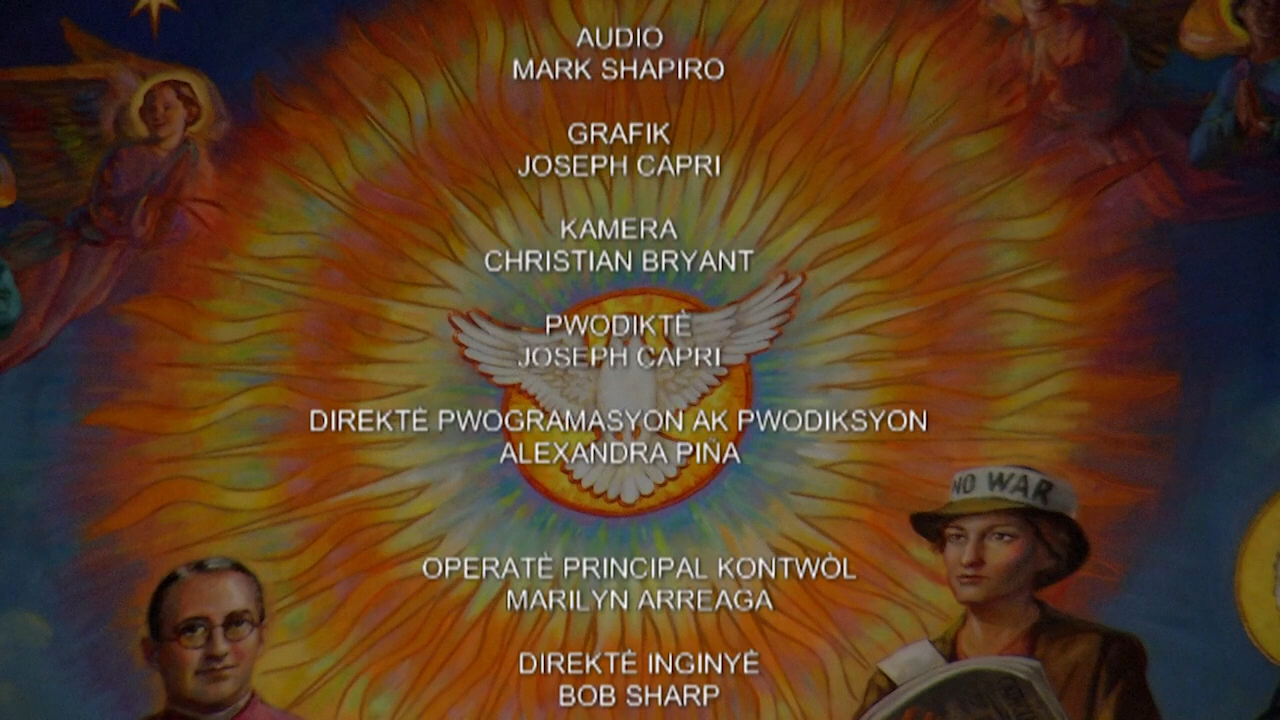 AUDIO
MARK SHAPIRO
GRAFIK
JOSEPH CAPRI
KAMERA
CHRISTIAN BRYANT
PWODIKTÈ
JOSEPH CAPRI
DIREKTÈ PWOGRAMASYON AK PWODIKSYON
ALEXANDRA PIÑA
NO WAR
OPERATÈ PRINCIPAL KONTWÒL
MARILYN ARREAGA
DIREKTÈ INGINYÈ
BOB SHARP